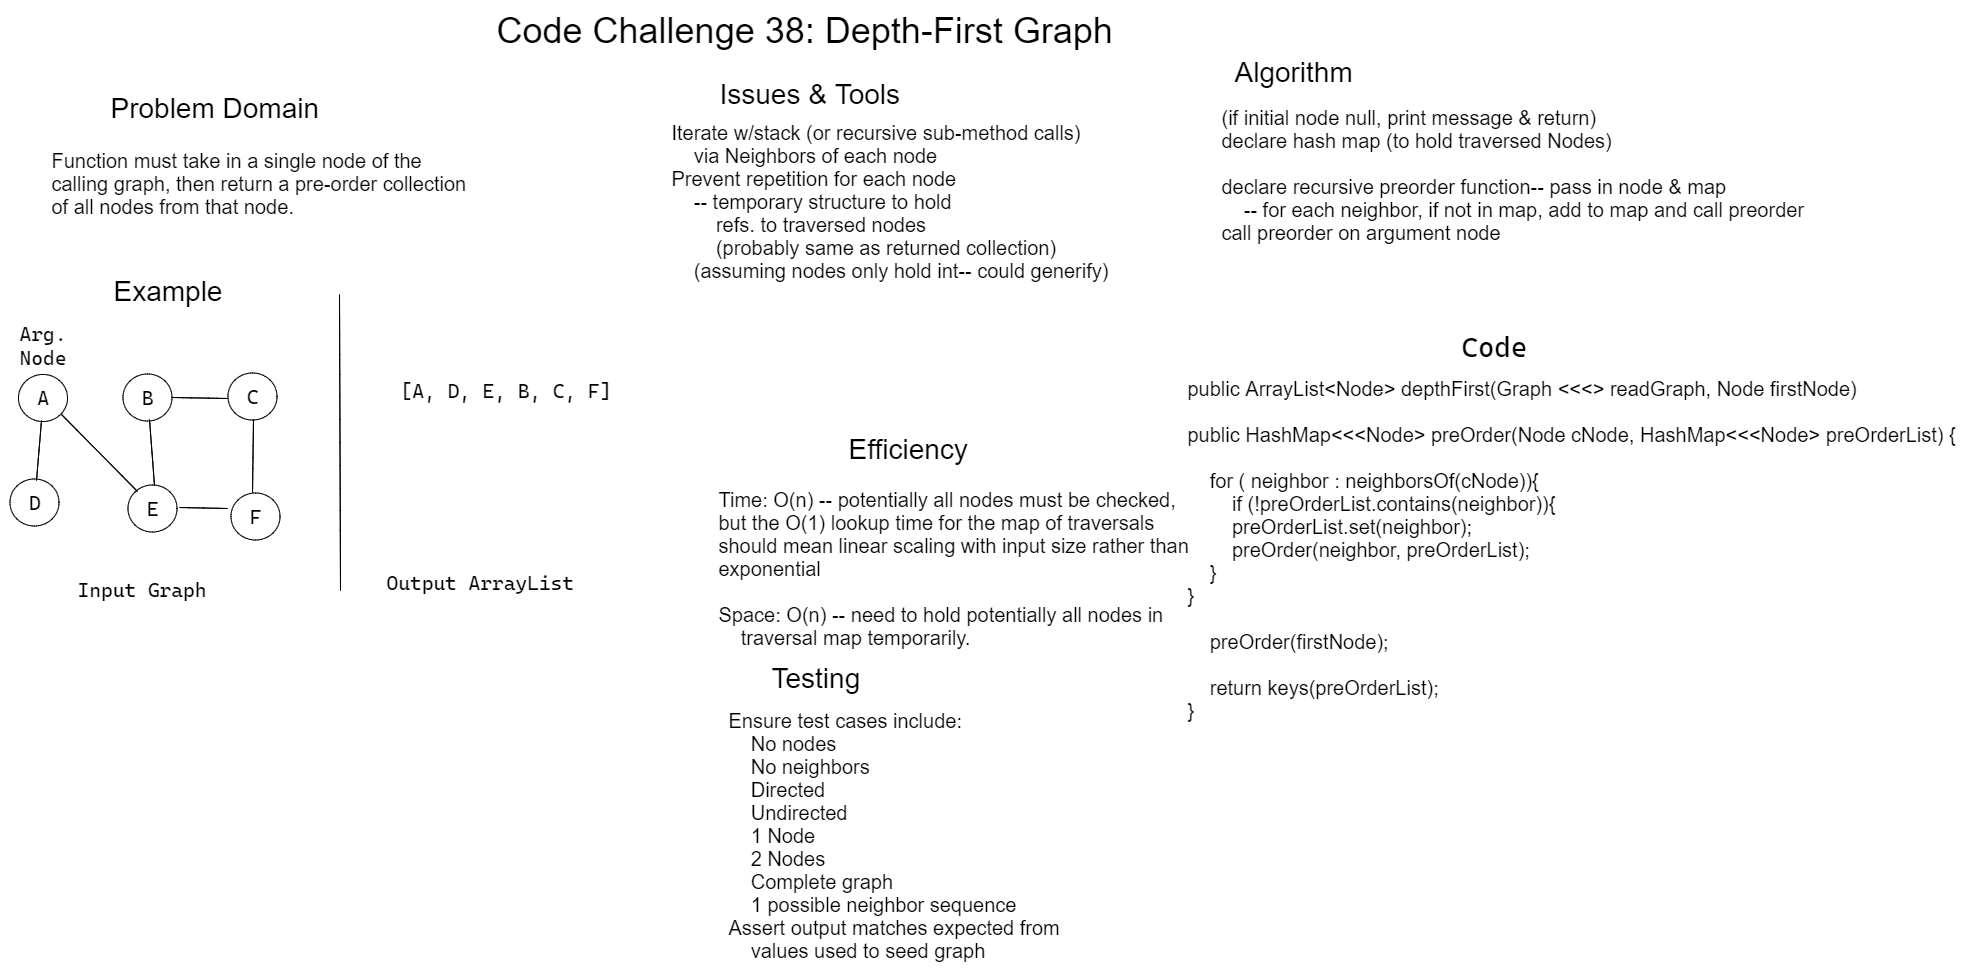 Code Challenge 38: Depth-First Graph
Problem Domain
Function must take in a single node of the
calling graph, then return a pre-order collection
of all nodes from that node.
Example
Arg.
Node
A
B
C
D
E
F
Input Graph
[A, D, E, B, C, F]
Output ArrayList
Issues & Tools
Iterate w/stack (or recursive sub-method calls)
via Neighbors of each node
Prevent repetition for each node
-- temporary structure to hold
refs. to traversed nodes
(probably same as returned collection)
(assuming nodes only hold int-- could generify)
Efficiency
Time: O(n) -- potentially all nodes must be checked,
but the O(1) lookup time for the map of traversals
should mean linear scaling with input size rather than
exponential
Space: O(n) -- need to hold potentially all nodes in
traversal map temporarily.
Testing
Ensure test cases include:
No nodes
No neighbors
Directed
Undirected
1 Node
2 Nodes
Complete graph
1 possible neighbor sequence
Assert output matches expected from
values used to seed graph
Algorithm
(if initial node null, print message & return)
declare hash map (to hold traversed Nodes)
declare recursive preorder function-- pass in node & map
-- for each neighbor, if not in map, add to map and call preorder
call preorder on argument node
Code
public ArrayList<Node> depthFirst(Graph <<<> readGraph, Node firstNode)
public HashMap<<<Node> preOrder(Node cNode, HashMap<<<Node> preOrderList) {
for ( neighbor : neighborsOf(cNode)){
if (!preOrderList.contains(neighbor)){
preOrderList.set(neighbor);
preOrder(neighbor, preOrderList);
}
}
preOrder(firstNode);
return keys(preOrderList);
}